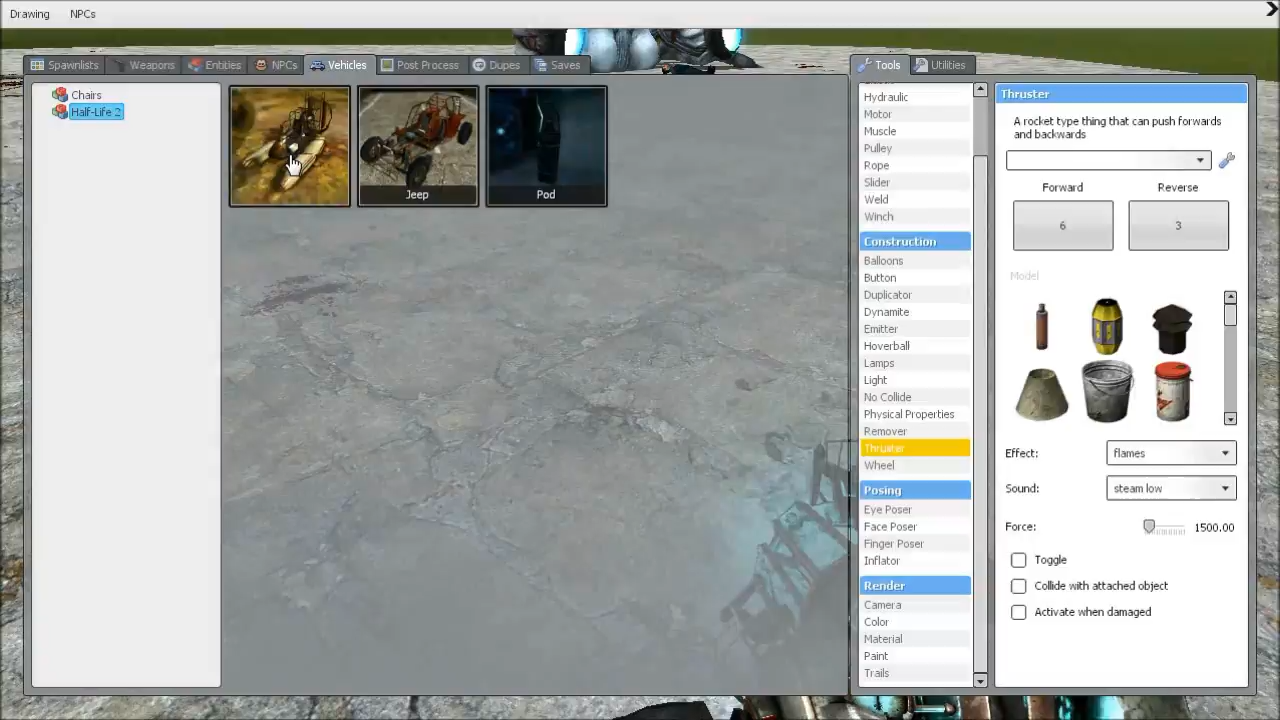 Drawing NPCs
Spawnlists Weapons Entities NPCs Vehicles Post Process Dupes Saves
Tools Utilities
Chairs
Half-Life 2
Jeep Pod
Hydraulic
Motor
Muscle
Pulley
Rope
Slider
Weld
Winch
Construction
Balloons
Button
Duplicator
Dynamite
Emitter
Hoverball
Lamps
Light
No Collide
Physical Properties
Remover
Thruster
Wheel
Posing
Eye Poser
Face Poser
Finger Poser
Inflator
Render
Camera
Color
Material
Paint
Trails
Thruster
A rocket type thing that can push forwards
and backwards
Forward Reverse
6 3
Model
Effect: flames
Sound: steam low
Force: 1500.00
Toggle
Collide with attached object
Activate when damaged